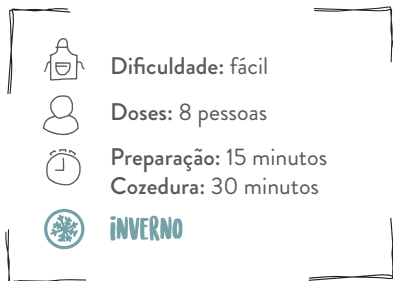 Dificuldade: fácil
Doses: 8 pessoas
Preparação: 15 minutos
Cozedura: 30 minutos
iNVERNO